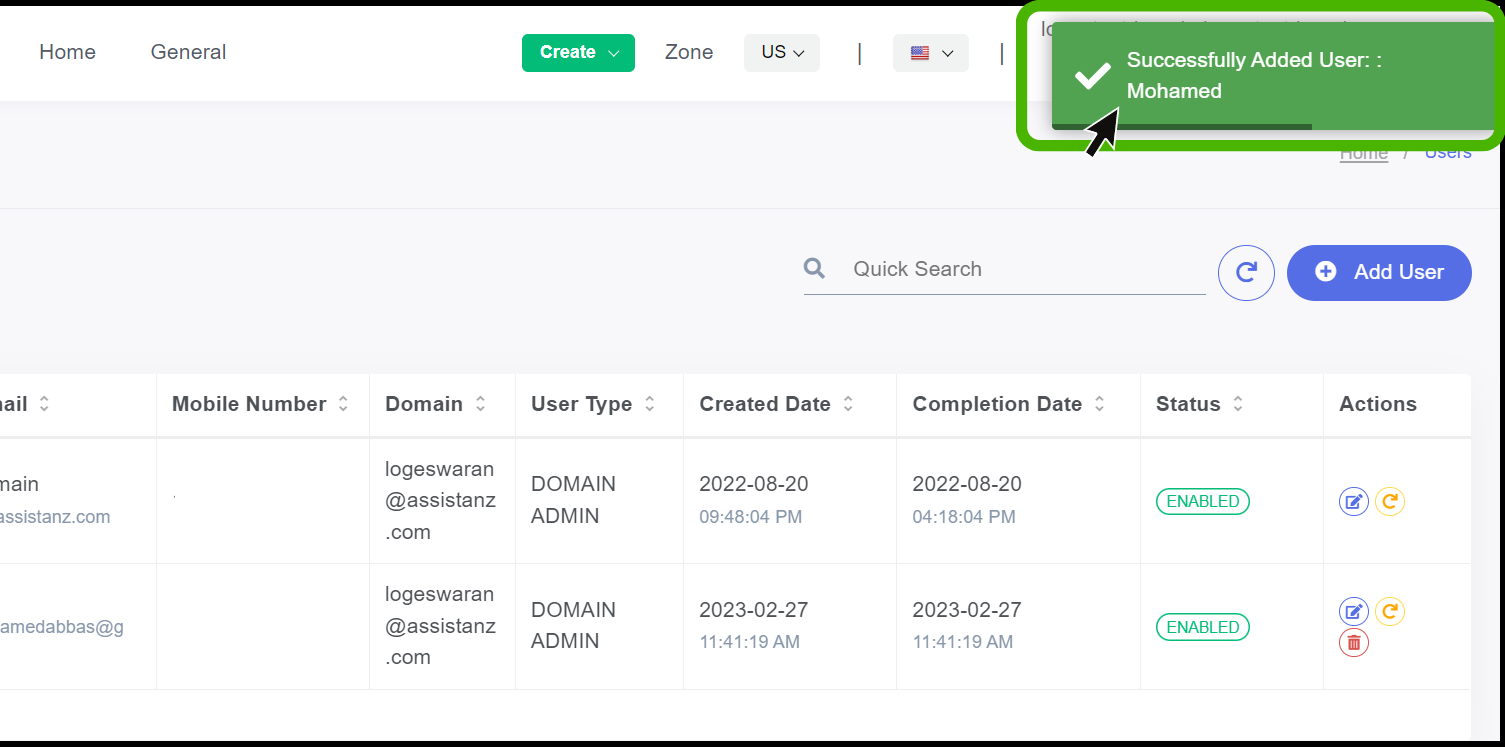 Home
General
Create
Zone
US
|
|
Successfully Added User: :
Mohamed
Home / Users
Quick Search
Add User
ail
Mobile Number
Domain
User Type
Created Date
Completion Date
Status
Actions
main
assistanz.com
logeswaran
@assistanz
.com
DOMAIN
ADMIN
2022-08-20
09:48:04 PM
2022-08-20
04:18:04 PM
ENABLED
amedabbas@g
logeswaran
@assistanz
.com
DOMAIN
ADMIN
2023-02-27
11:41:19 AM
2023-02-27
11:41:19 AM
ENABLED